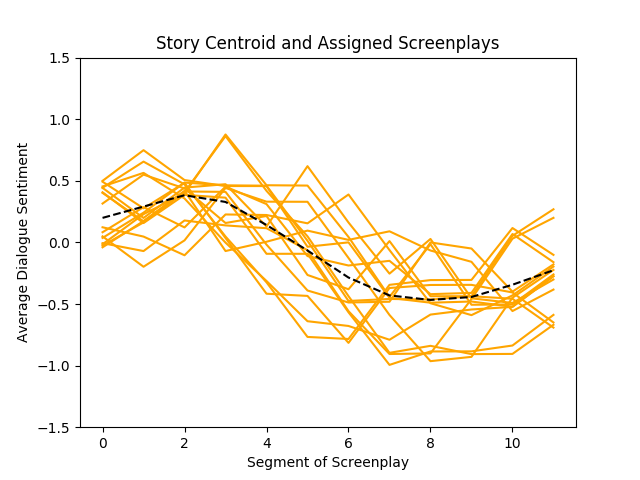 Story Centroid and Assigned Screenplays
1.5
1.0
0.5
0.0
−0.5
−1.0
−1.5
Average Dialogue Sentiment
0 2 4 6 8 10
Segment of Screenplay